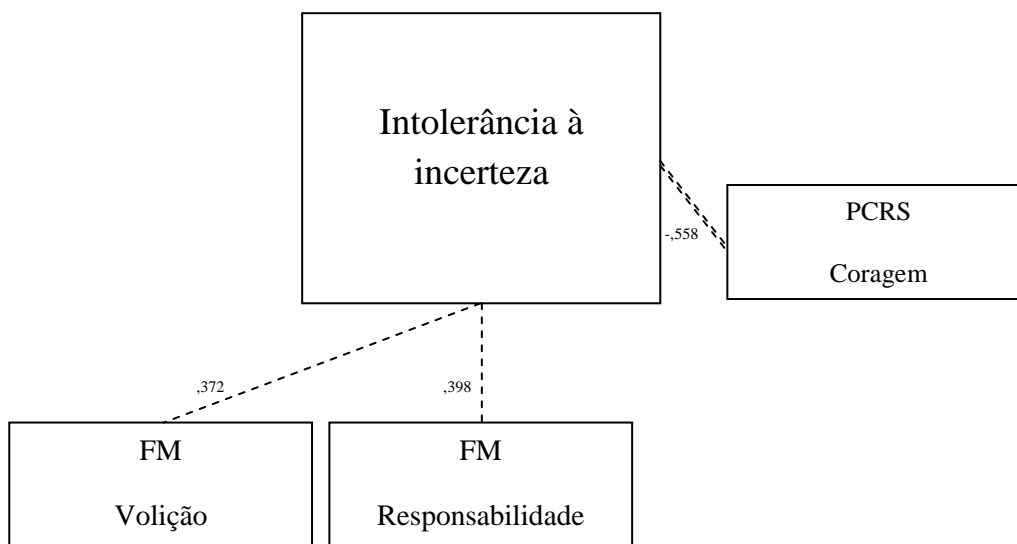 Intolerância à
incerteza
PCRS
Coragem
-,558
,372
,398
FM
Volição
FM
Responsabilidade